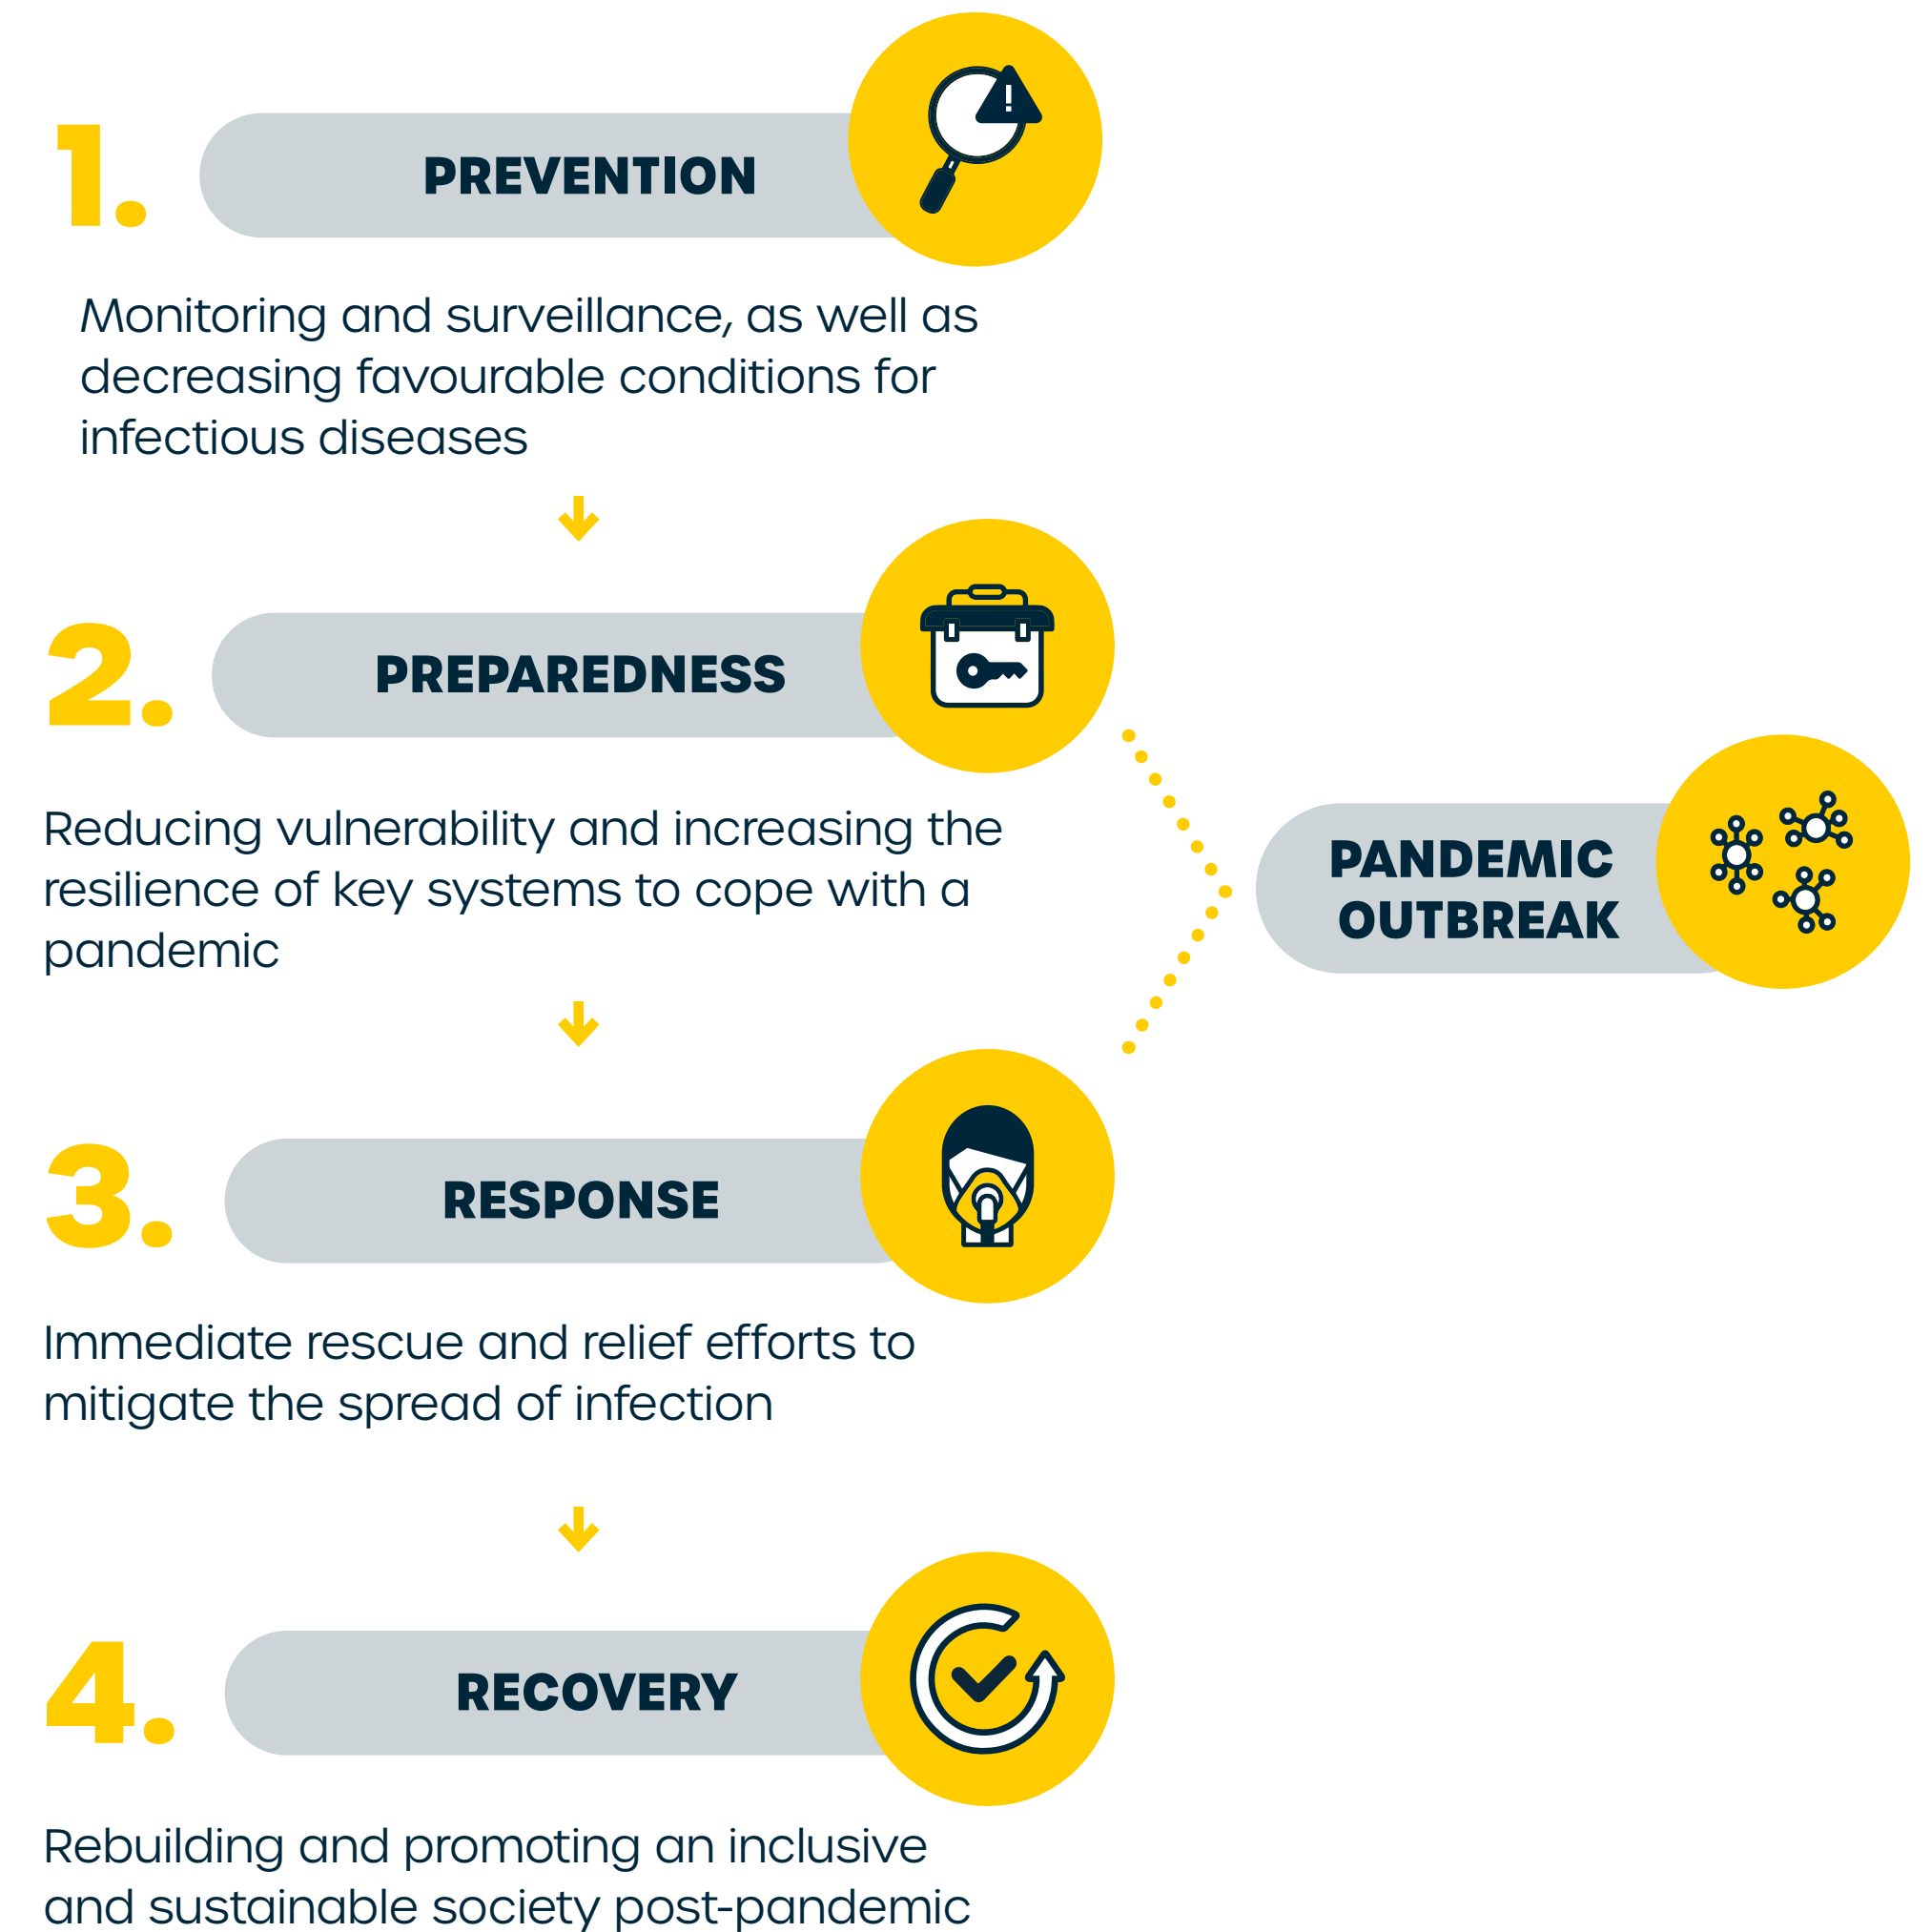 1.
PREVENTION
Monitoring and surveillance, as well as
decreasing favourable conditions for
infectious diseases
2.
PREPAREDNESS
Reducing vulnerability and increasing the
resilience of key systems to cope with a
pandemic
PANDEMIC
OUTBREAK
3.
RESPONSE
Immediate rescue and relief efforts to
mitigate the spread of infection
4.
RECOVERY
Rebuilding and promoting an inclusive
and sustainable society post-pandemic